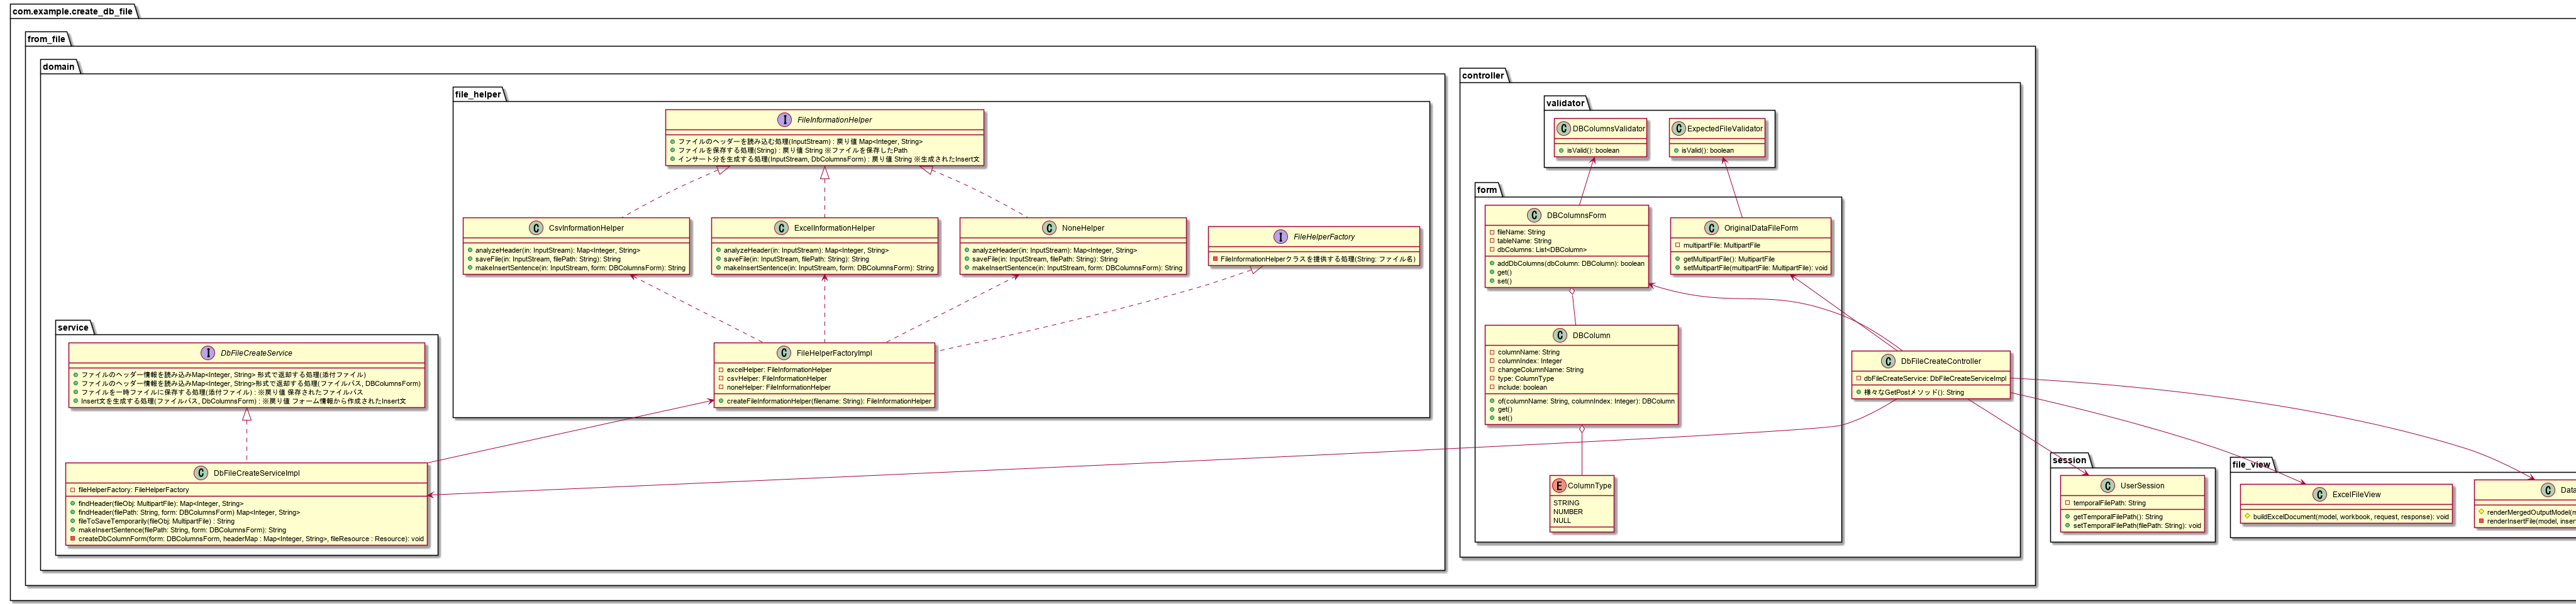 com.example.create_db_file
from_file
domain
file_helper
FileInformationHelper
ファイルのヘッダーを読み込む処理(InputStream) : 戻り値 Map<Integer, String>
ファイルを保存する処理(String) : 戻り値 String ※ファイルを保存したPath
インサート分を生成する処理(InputStream, DbColumnsForm) : 戻り値 String ※生成されたInsert文
CsvInformationHelper
analyzeHeader(in: InputStream): Map<Integer, String>
saveFile(in: InputStream, filePath: String): String
makeInsertSentence(in: InputStream, form: DBColumnsForm): String
ExcelInformationHelper
analyzeHeader(in: InputStream): Map<Integer, String>
saveFile(in: InputStream, filePath: String): String
makeInsertSentence(in: InputStream, form: DBColumnsForm): String
NoneHelper
analyzeHeader(in: InputStream): Map<Integer, String>
saveFile(in: InputStream, filePath: String): String
makeInsertSentence(in: InputStream, form: DBColumnsForm): String
FileHelperFactory
FileInformationHelperクラスを提供する処理(String: ファイル名)
FileHelperFactoryImpl
excelHelper: FileInformationHelper
csvHelper: FileInformationHelper
noneHelper: FileInformationHelper
createFileInformationHelper(filename: String): FileInformationHelper
service
DbFileCreateService
ファイルのヘッダー情報を読み込みMap<Integer, String> 形式で返却する処理(添付ファイル)
ファイルのヘッダー情報を読み込みMap<Integer, String>形式で返却する処理(ファイルパス, DBColumnsForm)
ファイルを一時ファイルに保存する処理(添付ファイル) : ※戻り値 保存されたファイルパス
Insert文を生成する処理(ファイルパス, DbColumnsForm) : ※戻り値 フォーム情報から作成されたInsert文
DbFileCreateServiceImpl
fileHelperFactory: FileHelperFactory
findHeader(fileObj: MultipartFile): Map<Integer, String>
findHeader(filePath: String, form: DBColumnsForm) Map<Integer, String>
fileToSaveTemporarily(fileObj: MultipartFile) : String
makeInsertSentence(filePath: String, form: DBColumnsForm): String
createDbColumnForm(form: DBColumnsForm, headerMap : Map<Integer, String>, fileResource : Resource): void
controller
validator
DBColumnsValidator
isValid(): boolean
ExpectedFileValidator
isValid(): boolean
form
DBColumnsForm
fileName: String
tableName: String
dbColumns: List<DBColumn>
addDbColumns(dbColumn: DBColumn): boolean
get()
set()
OriginalDataFileForm
multipartFile: MultipartFile
getMultipartFile(): MultipartFile
setMultipartFile(multipartFile: MultipartFile): void
DBColumn
columnName: String
columnIndex: Integer
changeColumnName: String
type: ColumnType
include: boolean
of(columnName: String, columnIndex: Integer): DBColumn
get()
set()
ColumnType
STRING
NUMBER
NULL
DbFileCreateController
dbFileCreateService: DbFileCreateServiceImpl
様々なGetPostメソッド(): String
session
UserSession
temporalFilePath: String
getTemporalFilePath(): String
setTemporalFilePath(filePath: String): void
file_view
ExcelFileView
buildExcelDocument(model, workbook, request, response): void
Data
renderMergedOutputModel(m
renderInsertFile(model, inser